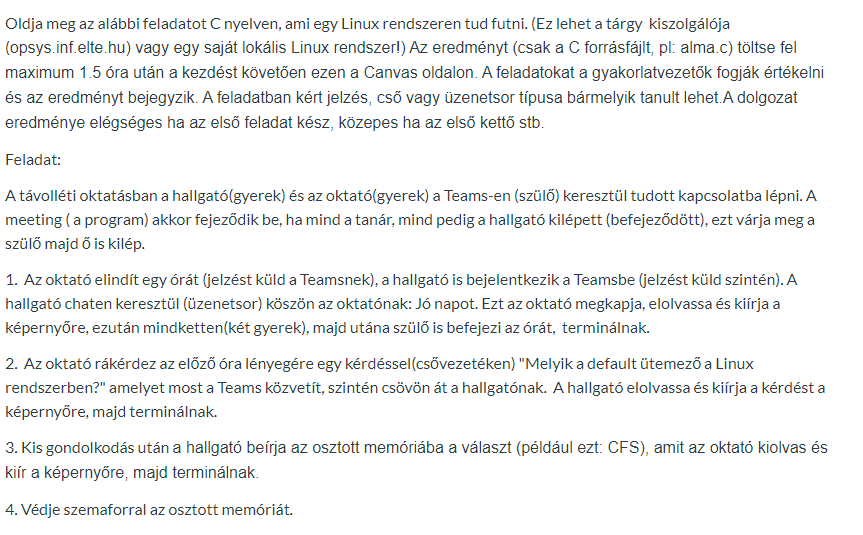 Oldja meg az alábbi feladatot C nyelven, ami egy Linux rendszeren tud futni. (Ez lehet a tárgy kiszolgálója
(opsys.inf.elte.hu) vagy egy saját lokális Linux rendszer!) Az eredményt (csak a C forrásfájlt, pl: alma.c) töltse fel
maximum 1.5 óra után a kezdést követően ezen a Canvas oldalon. A feladatokat a gyakorlatvezetők fogják értékelni
és az eredményt bejegyzik. A feladatban kért jelzés, cső vagy üzenetsor típusa bármelyik tanult lehet.A dolgozat
eredménye elégséges ha az első feladat kész, közepes ha az első kettő stb.
Feladat:
A távolléti oktatásban a hallgató(gyerek) és az oktató(gyerek) a Teams-en (szülő) keresztül tudott kapcsolatba lépni. A
meeting ( a program) akkor fejeződik be, ha mind a tanár, mind pedig a hallgató kilépett (befejeződött), ezt várja meg a
szülő majd ő is kilép.
1. Az oktató elindít egy órát (jelzést küld a Teamsnek), a hallgató is bejelentkezik a Teamsbe (jelzést küld szintén). A
hallgató chaten keresztül (üzenetsor) köszön az oktatónak: Jó napot. Ezt az oktató megkapja, elolvassa és kiírja a
képernyőre, ezután mindketten(két gyerek), majd utána szülő is befejezi az órát, terminálnak.
2. Az oktató rákérdez az előző óra lényegére egy kérdéssel(csővezetéken) "Melyik a default ütemező a Linux
rendszerben?" amelyet most a Teams közvetít, szintén csövön át a hallgatónak. A hallgató elolvassa és kiírja a kérdést a
képernyőre, majd terminálnak.
3. Kis gondolkodás után a hallgató beírja az osztott memóriába a választ (például ezt: CFS), amit az oktató kiolvas és
kiír a képernyőre, majd terminálnak.
4. Védje szemaforral az osztott memóriát.